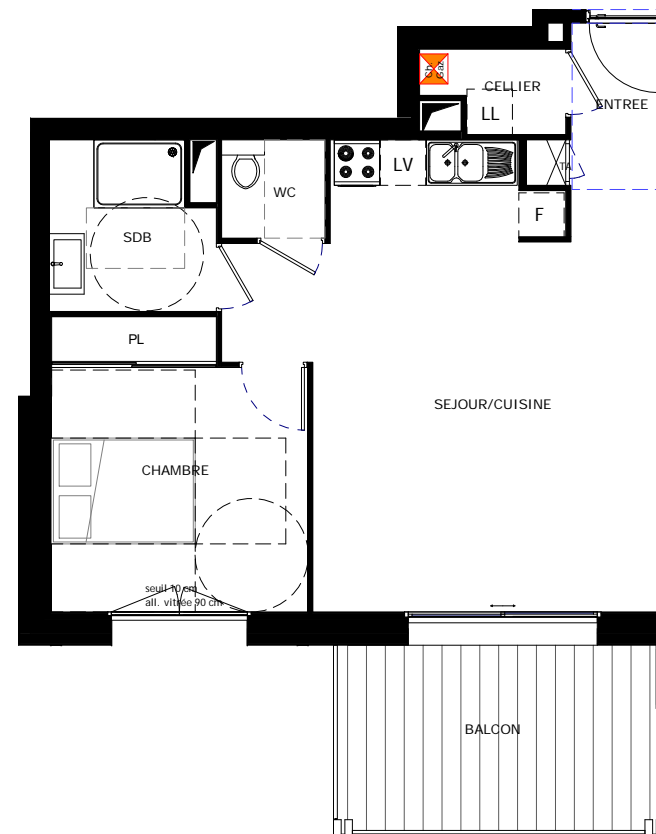 Ch.
Gaz
CELLIER
LL
ENTREE
LV
TA
WC
F
SDB
PL
SEJOUR/CUISINE
CHAMBRE
seuil 10 cm
all. vitrée 90 cm
BALCON